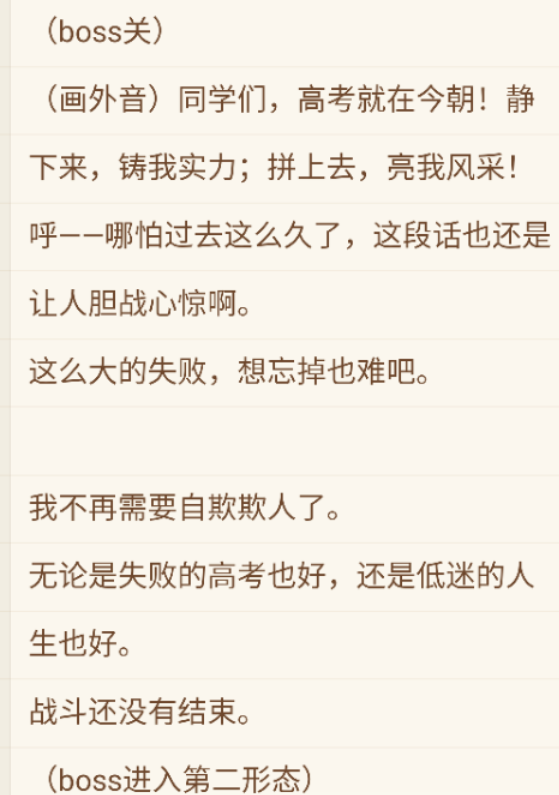 （boss关）
（画外音）同学们，高考就在今朝！静
下来，铸我实力；拼上去，亮我风采！
呼——哪怕过去这么久了，这段话也还是
让人胆战心惊啊。
这么大的失败，想忘掉也难吧。
我不再需要自欺欺人了。
无论是失败的高考也好，还是低迷的人
生也好。
战斗还没有结束。
（boss进入第二形态）